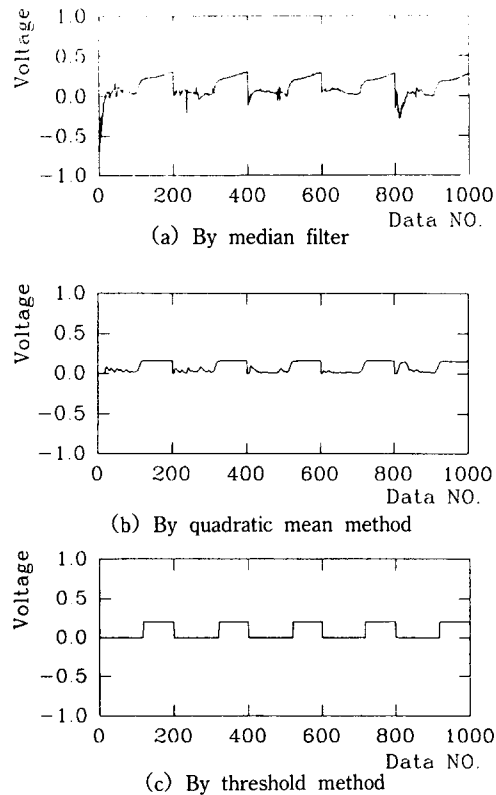 Voltage
1.0
0.5
0.0
−0.5
−1.0
0 200 400 600 800 1000
Data NO.
(a) By median filter
Voltage
1.0
0.5
0.0
−0.5
−1.0
0 200 400 600 800 1000
Data NO.
(b) By quadratic mean method
Voltage
1.0
0.5
0.0
−0.5
−1.0
0 200 400 600 800 1000
Data NO.
(c) By threshold method